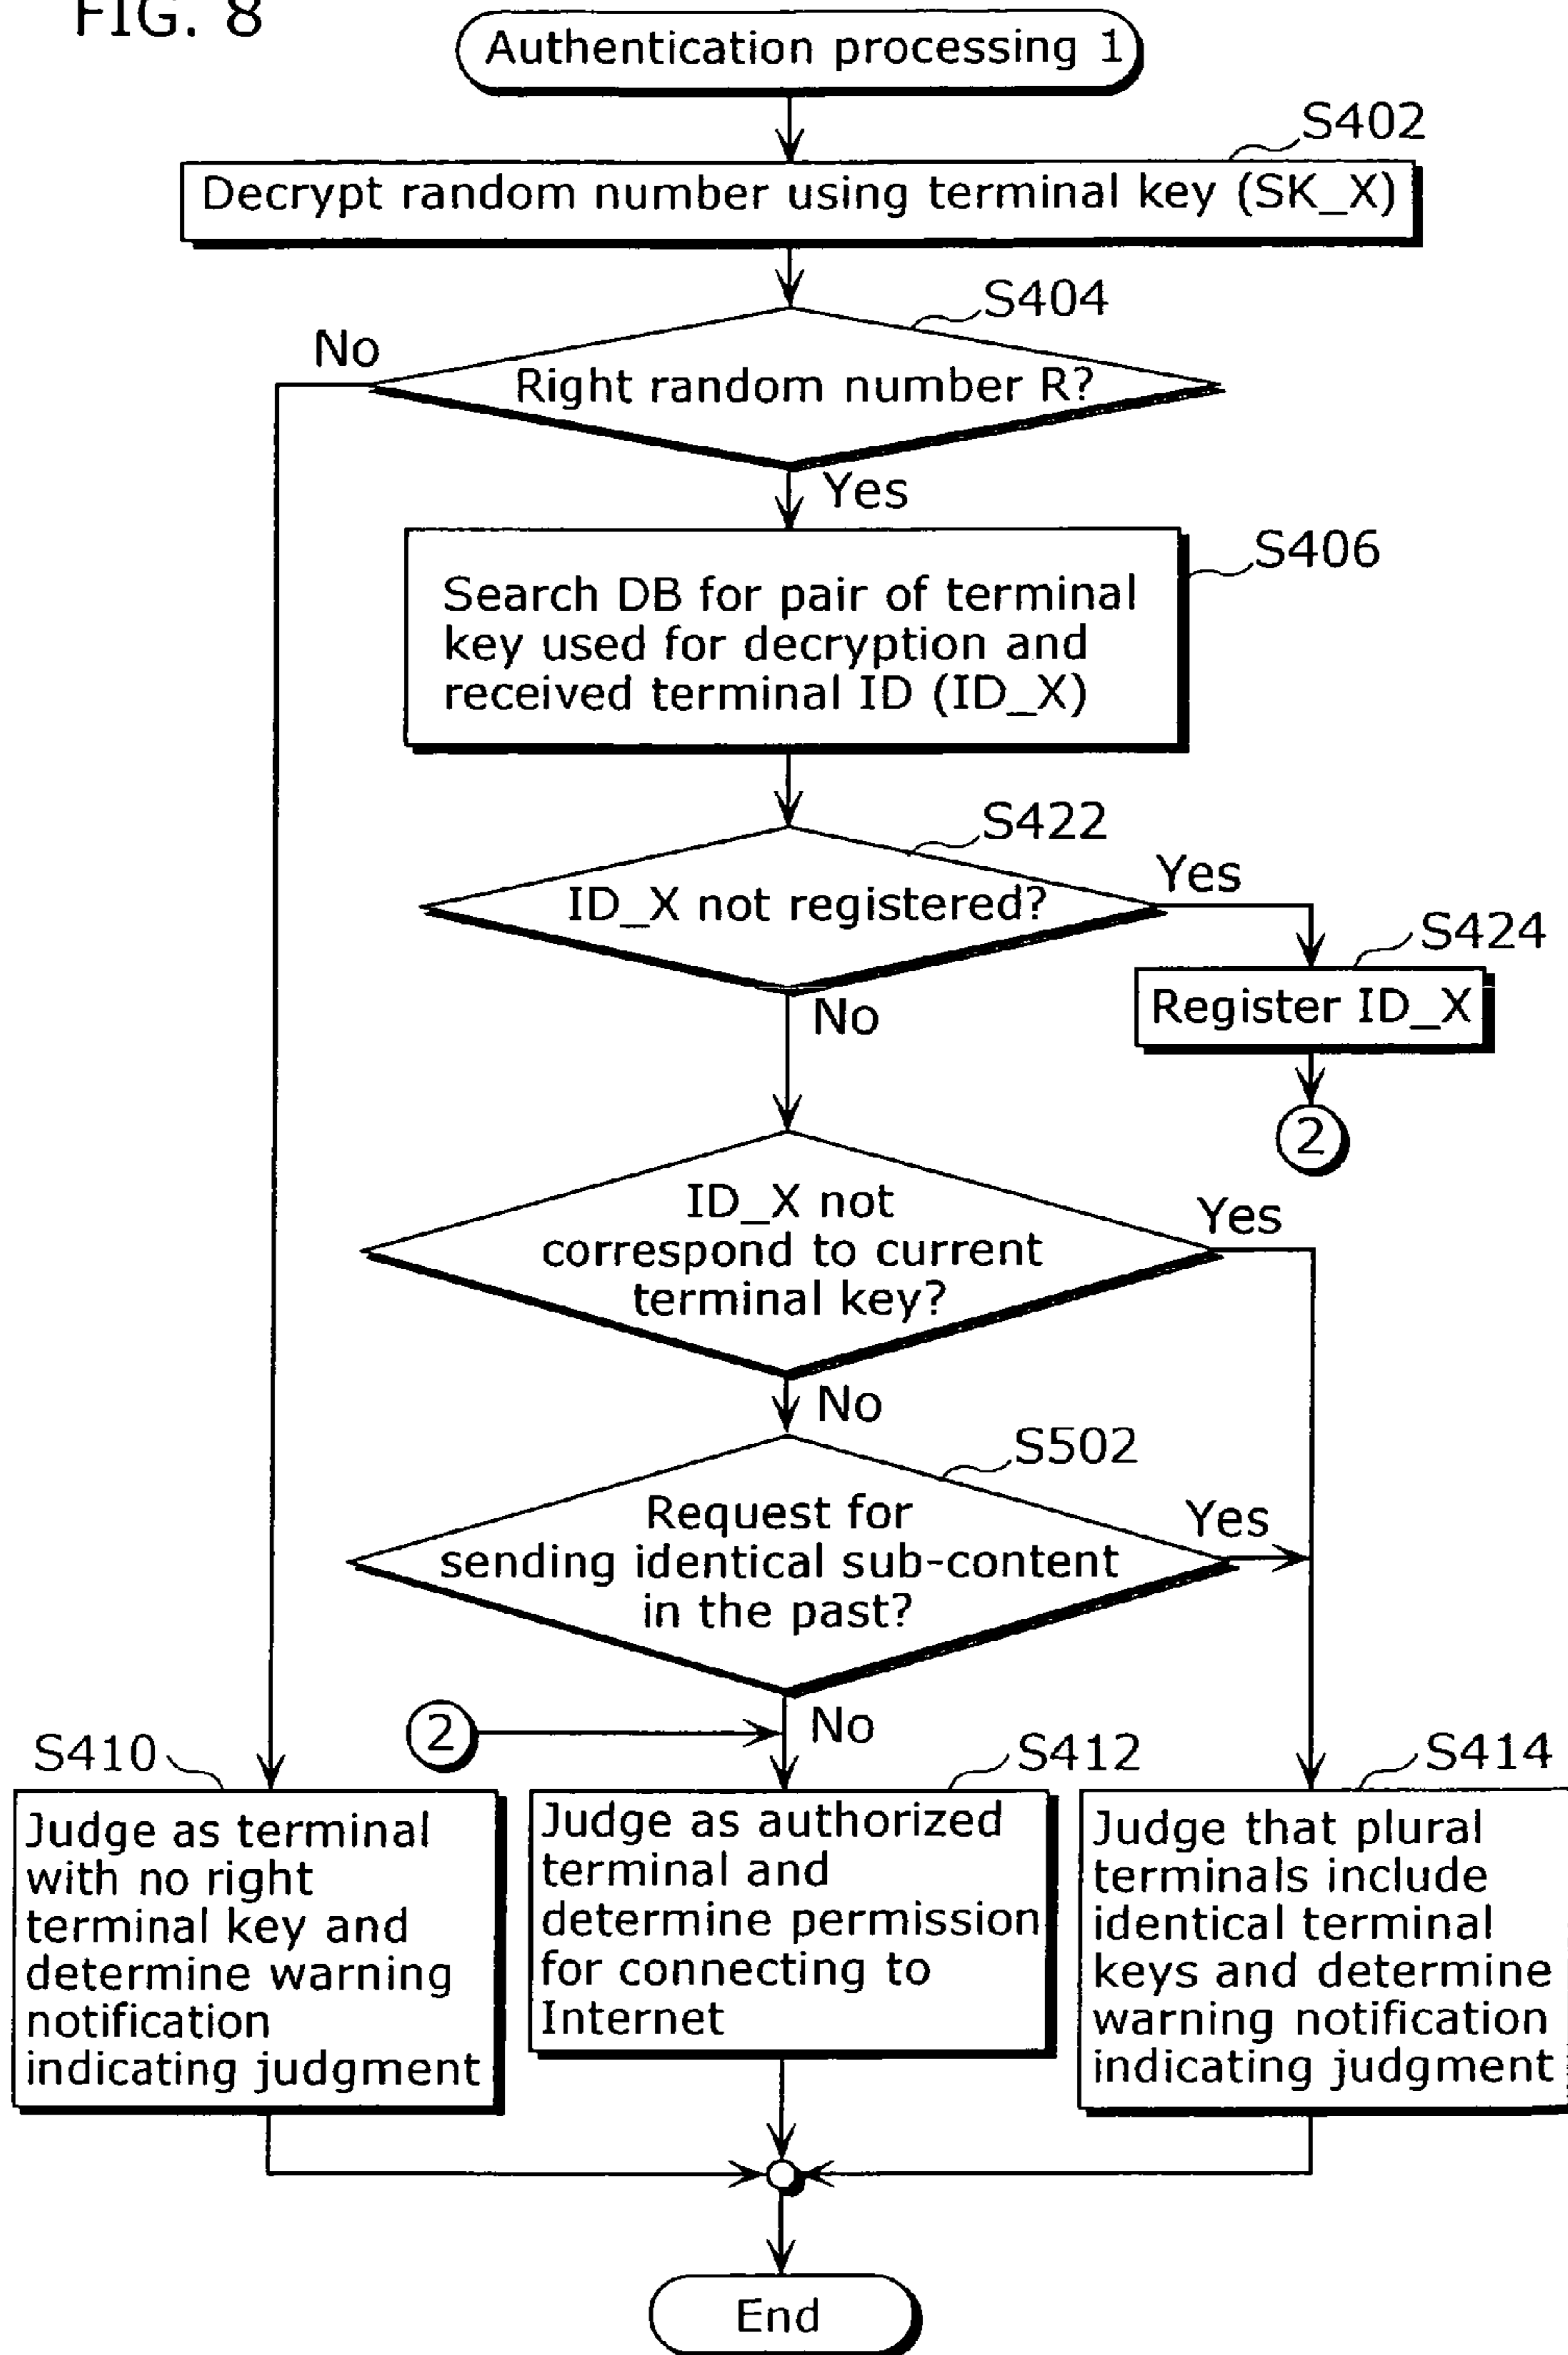 FIG. 8
Authentication processing 1
S402
Decrypt random number using terminal key (SK_X)
S404
No
Right random number R?
Yes
S406
Search DB for pair of terminal
key used for decryption and
received terminal ID (ID_X)
S422
Yes
ID_X not registered?
S424
No
Register ID_X
2
ID_X not
correspond to current
terminal key?
Yes
No
S502
Request for
sending identical sub-content
in the past?
Yes
2
No
S410
S412
S414
Judge as terminal
with no right
terminal key and
determine warning
notification
indicating judgment
Judge as authorized
terminal and
determine permission
for connecting to
Internet
Judge that plural
terminals include
identical terminal
keys and determine
warning notification
indicating judgment
End